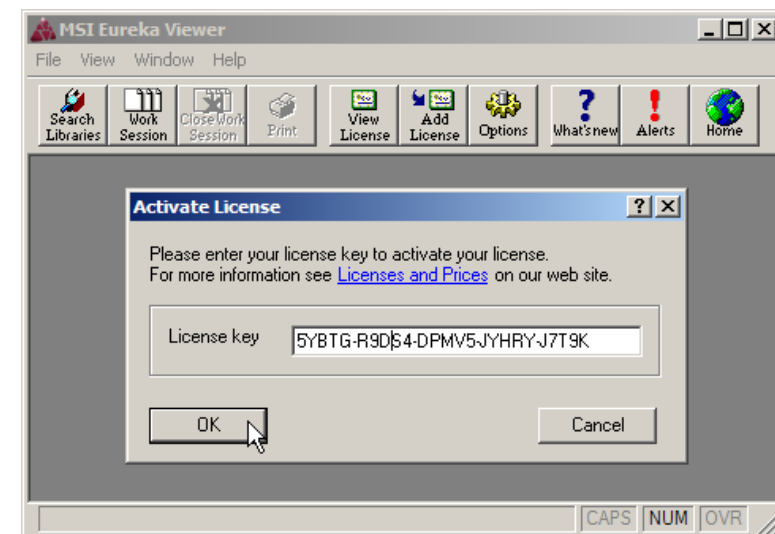 MSI Eureka Viewer
File View Window Help
Search Libraries
Work Session
Close Work Session
Print
View License
Add License
Options
What's new
Alerts
Home
Activate License
Please enter your license key to activate your license.
For more information see Licenses and Prices on our web site.
License key
5YBTG-R9DS4-DPMV5-JYHRY-J7T9K
OK
Cancel
CAPS NUM OVR